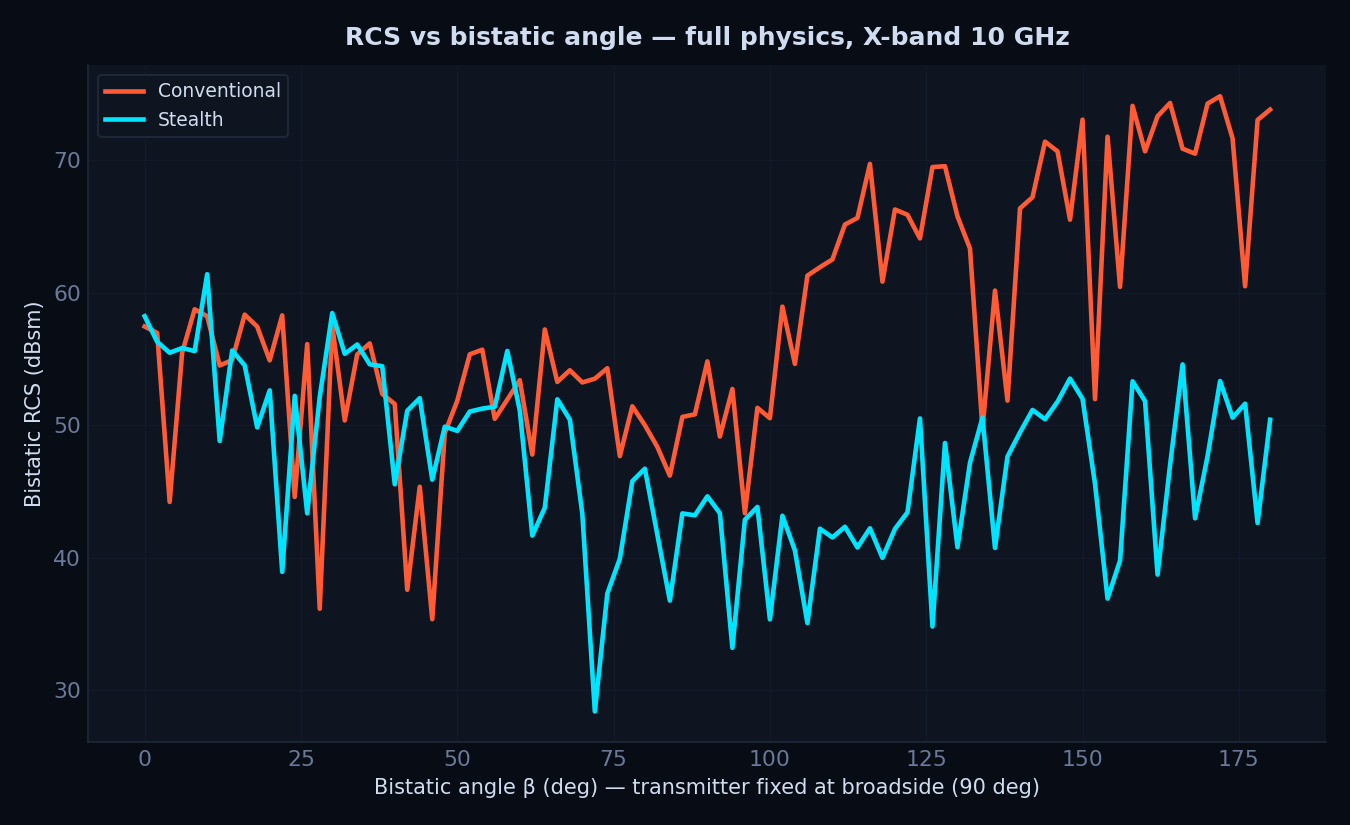 RCS vs bistatic angle — full physics, X-band 10 GHz
Conventional
Stealth
Bistatic RCS (dBsm)
70
60
50
40
30
0 25 50 75 100 125 150 175
Bistatic angle β (deg) — transmitter fixed at broadside (90 deg)